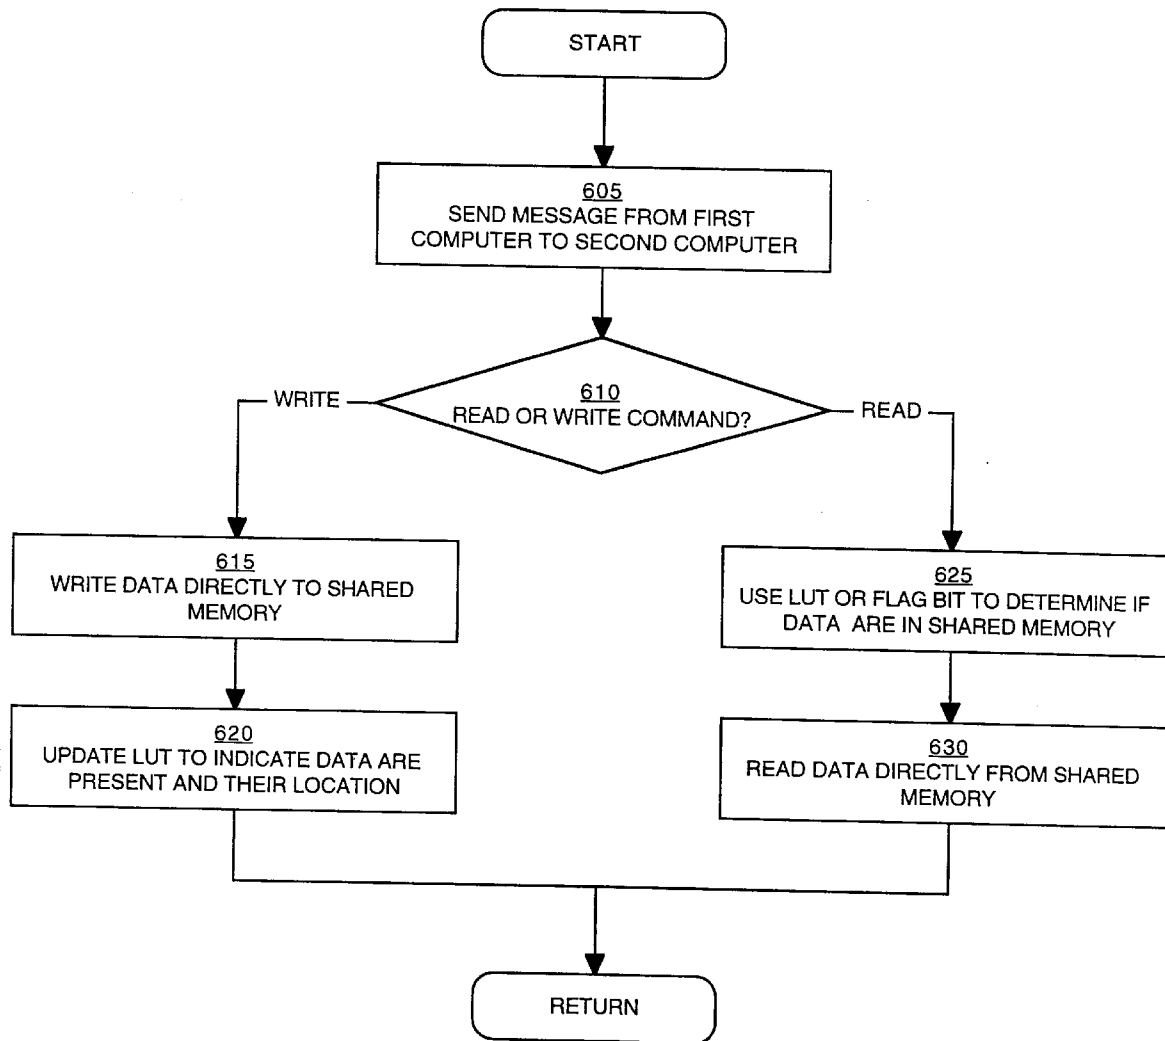 START
605
SEND MESSAGE FROM FIRST
COMPUTER TO SECOND COMPUTER
610
READ OR WRITE COMMAND?
WRITE
READ
615
WRITE DATA DIRECTLY TO SHARED
MEMORY
620
UPDATE LUT TO INDICATE DATA ARE
PRESENT AND THEIR LOCATION
625
USE LUT OR FLAG BIT TO DETERMINE IF
DATA ARE IN SHARED MEMORY
630
READ DATA DIRECTLY FROM SHARED
MEMORY
RETURN